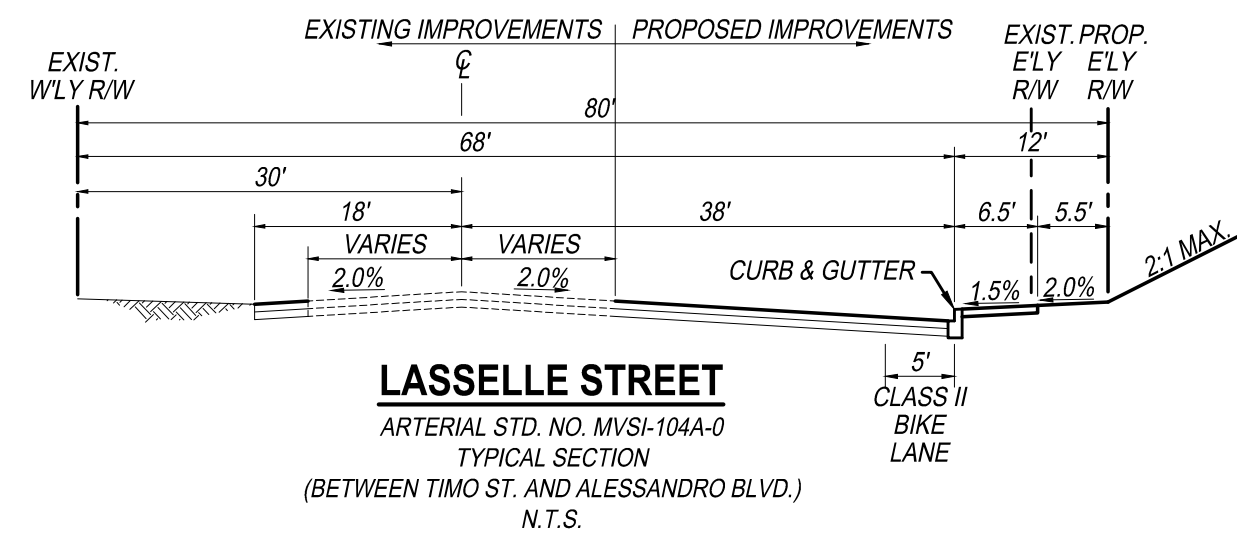 EXISTING IMPROVEMENTS PROPOSED IMPROVEMENTS
EXIST.
W'LY R/W
℄
EXIST.
E'LY
R/W
PROP.
E'LY
R/W
80'
68' 12'
30'
18' 38' 6.5' 5.5'
VARIES VARIES
2.0% 2.0%
CURB & GUTTER
1.5% 2.0%
2:1 MAX.
5'
CLASS II
BIKE
LANE
LASSELLE STREET
ARTERIAL STD. NO. MVSI-104A-0
TYPICAL SECTION
(BETWEEN TIMO ST. AND ALESSANDRO BLVD.)
N.T.S.